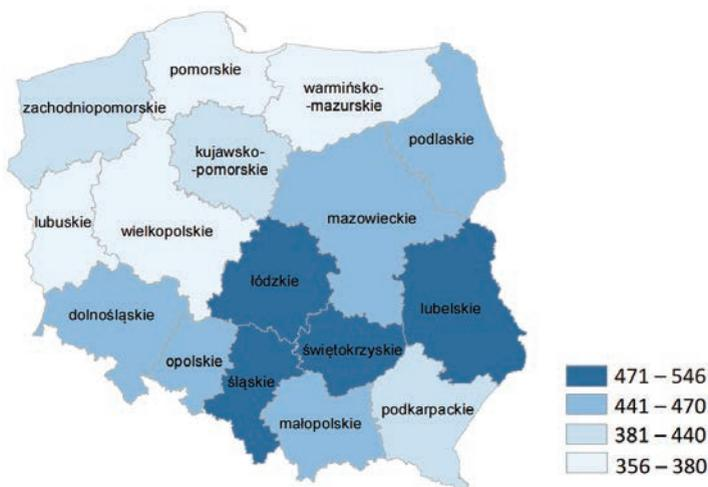 pomorskie
warmińsko-
-mazurskie
zachodniopomorskie
podlaskie
kujawsko-
-pomorskie
lubuskie
wielkopolskie
mazowieckie
łódzkie
lubelskie
dolnośląskie
świętokrzyskie
opolskie
śląskie
podkarpackie
małopolskie
471 – 546
441 – 470
381 – 440
356 – 380